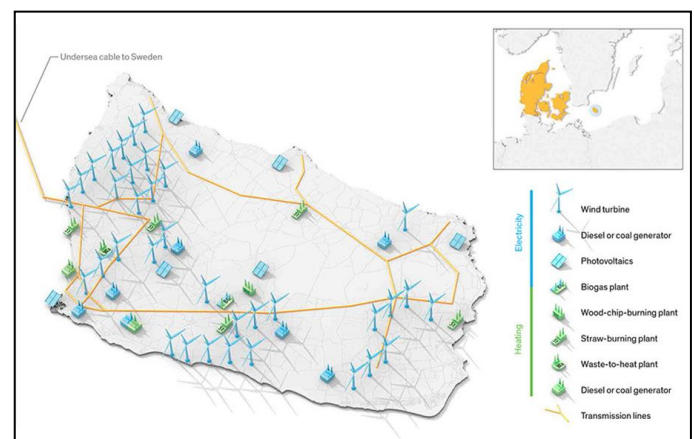 Undersea cable to Sweden
Electricity
Heating
Wind turbine
Diesel or coal generator
Photovoltaics
Biogas plant
Wood-chip-burning plant
Straw-burning plant
Waste-to-heat plant
Diesel or coal generator
Transmission lines